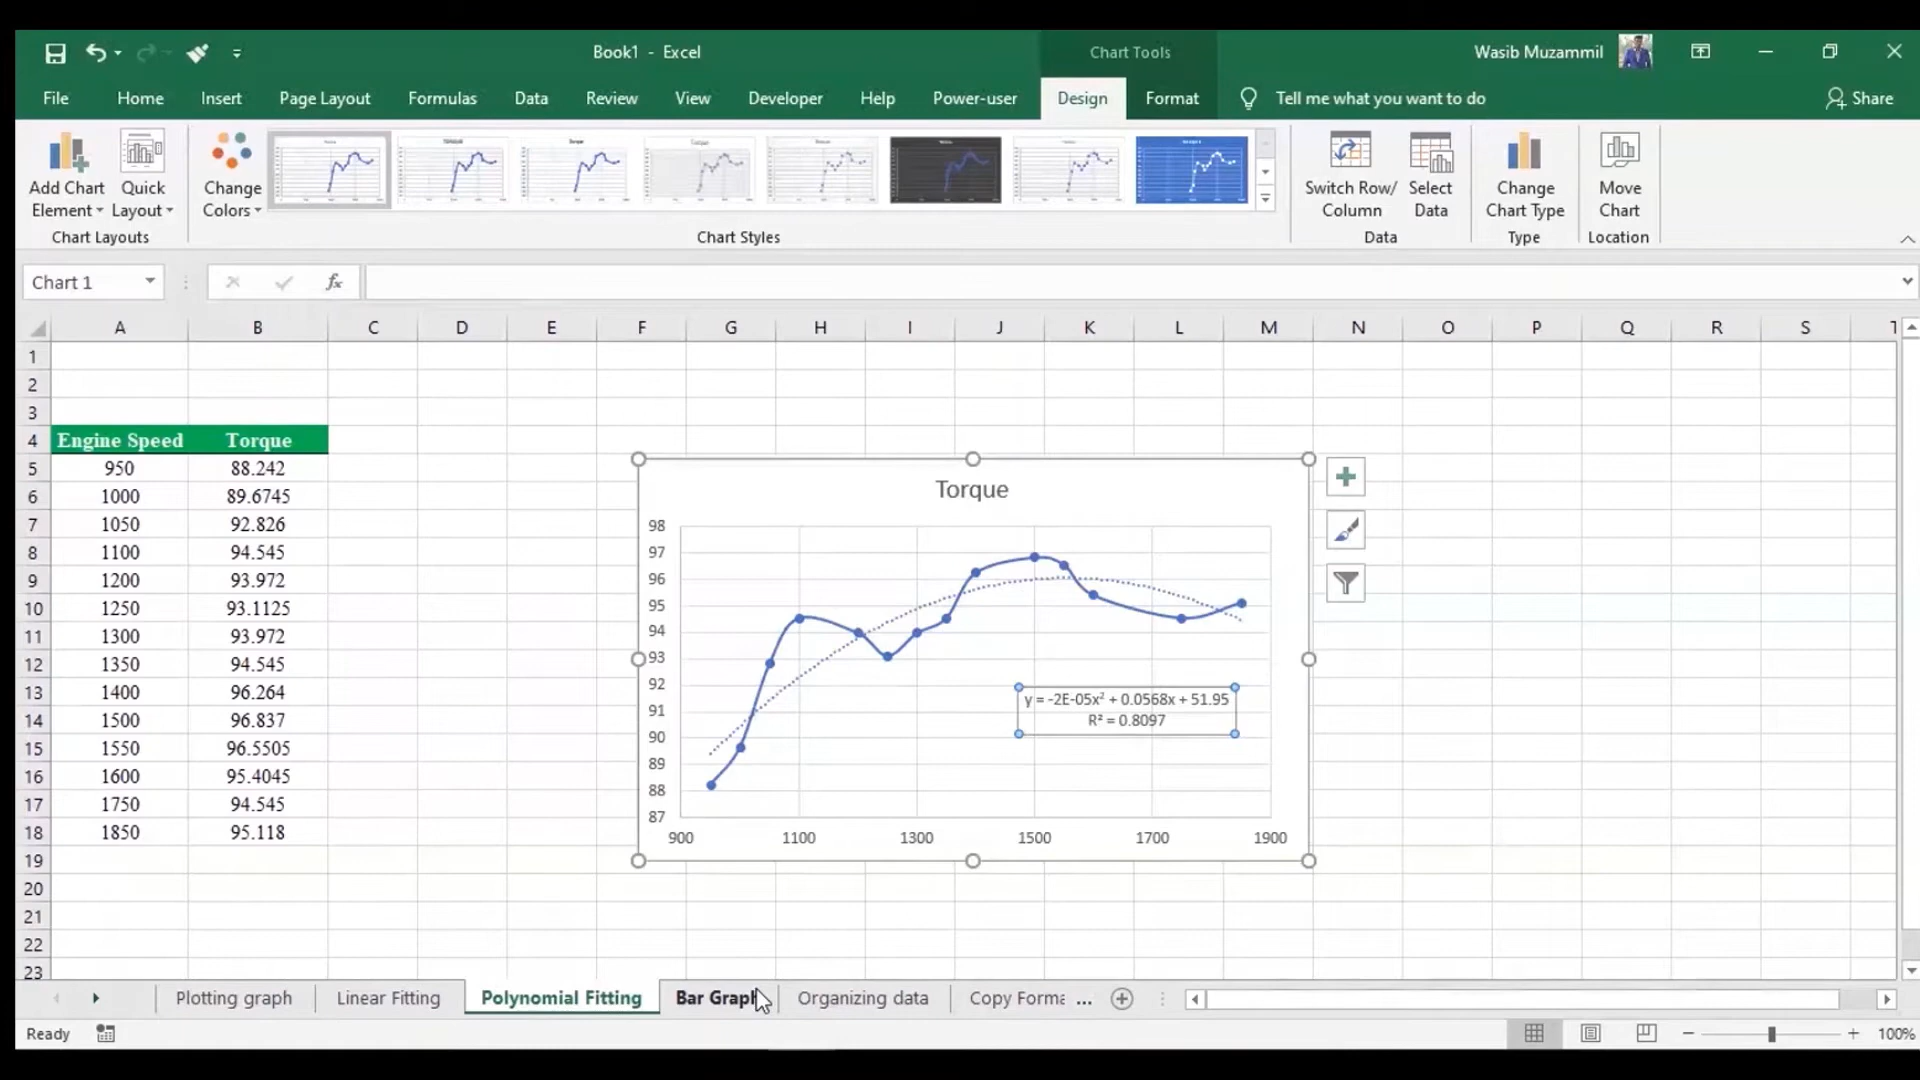 Book1 - Excel
Chart Tools
Wasib Muzammil
File Home Insert Page Layout Formulas Data Review View Developer Help Power-user Design Format Tell me what you want to do Share
Add Chart Element
Quick Layout
Change Colors
Switch Row/ Column
Select Data
Change Chart Type
Move Chart
Chart Layouts Chart Styles Data Type Location
Chart 1 fx
A B C D E F G H I J K L M N O P Q R S T
1
2
3
4 Engine Speed Torque
5 950 88.242
6 1000 89.6745
7 1050 92.826
8 1100 94.545
9 1200 93.972
10 1250 93.1125
11 1300 93.972
12 1350 94.545
13 1400 96.264
14 1500 96.837
15 1550 96.5505
16 1600 95.4045
17 1750 94.545
18 1850 95.118
19
20
21
22
23
Torque
98
97
96
95
94
93
92
91
90
89
88
87
900 1100 1300 1500 1700 1900
y = -2E-05x² + 0.0568x + 51.95
R² = 0.8097
Plotting graph Linear Fitting Polynomial Fitting Bar Graph Organizing data Copy Forma ...
Ready 100%